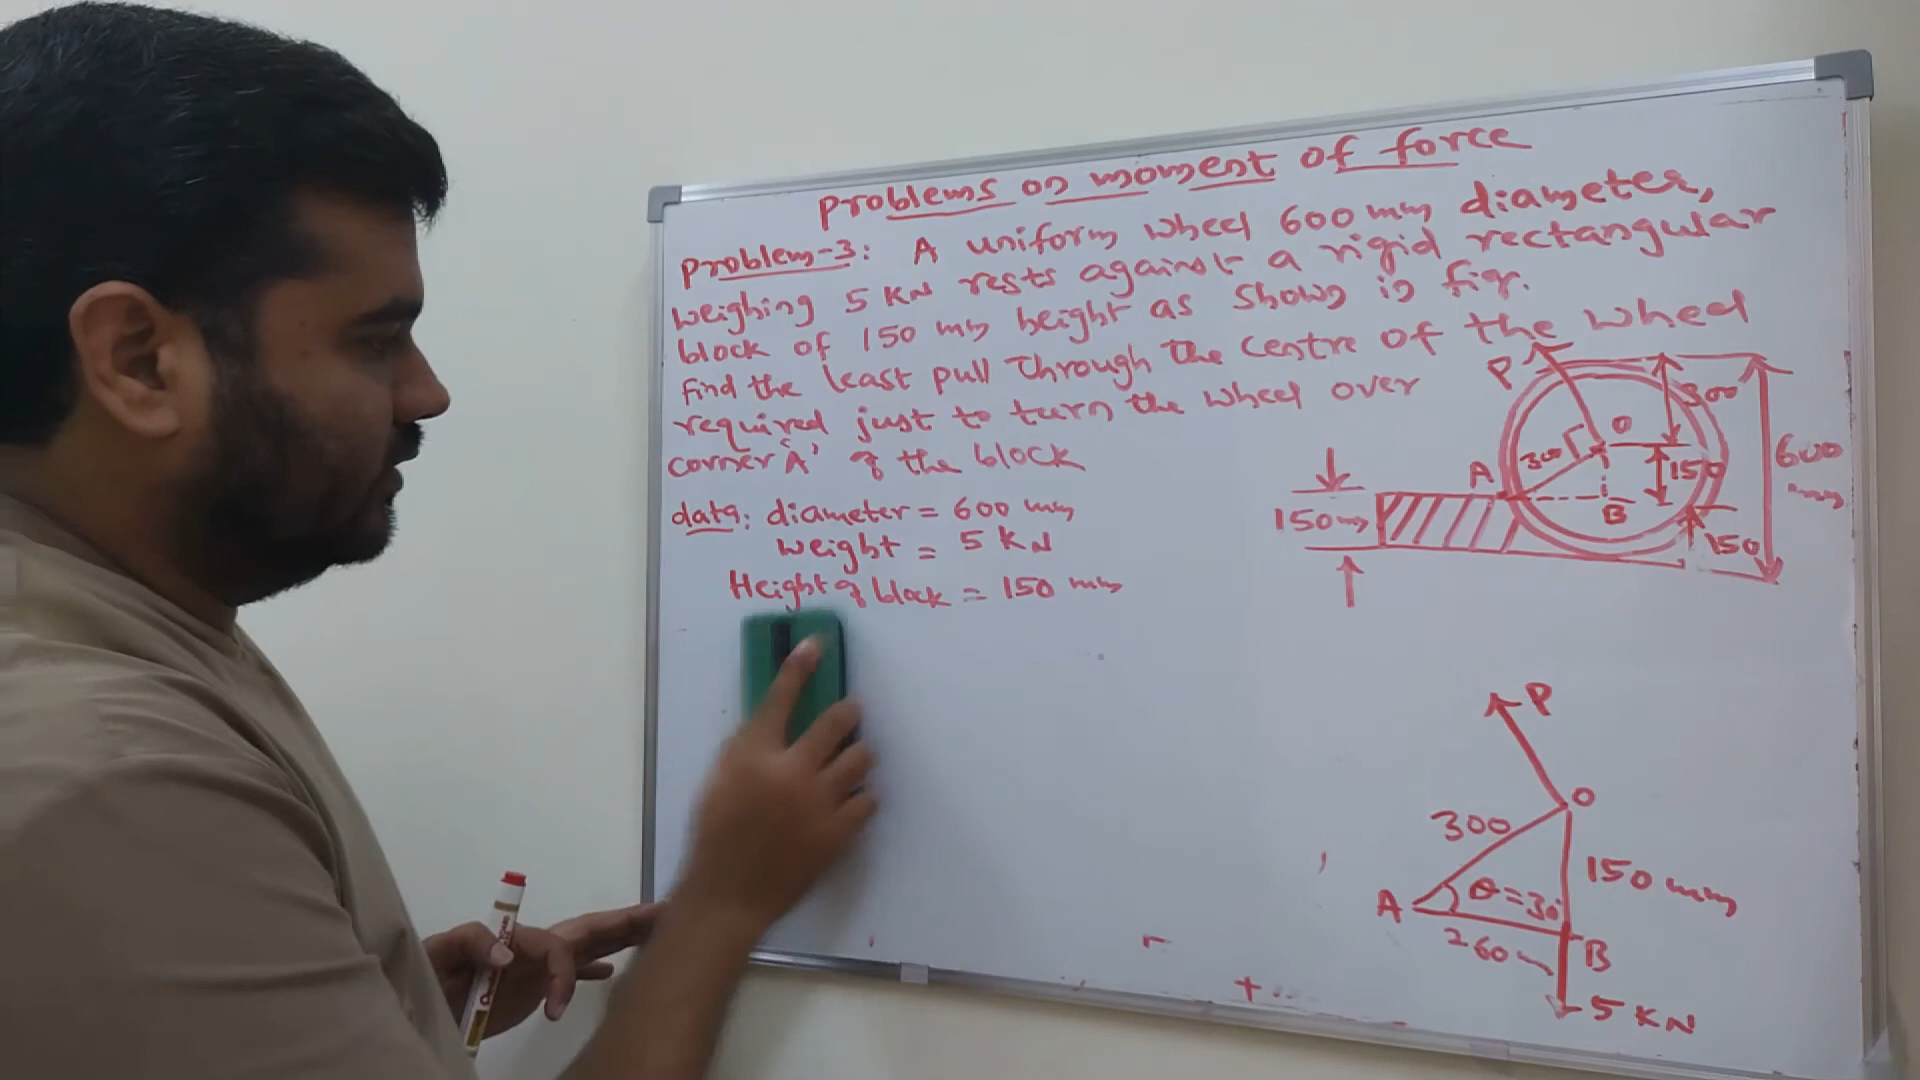 Problems on moment of force
Problem-3: A uniform wheel 600 mm diameter,
weighing 5 KN rests against a rigid rectangular
block of 150 mm height as shown in fig.
Find the least pull through the centre of the wheel
required just to turn the wheel over
corner 'A' of the block
data: diameter = 600 mm
weight = 5 KN
Height of block = 150 mm
P
O
300
300
A
150
600
mm
B
150 m
150
P
O
300
150 mm
A
θ = 30
260 m
B
5 KN
+